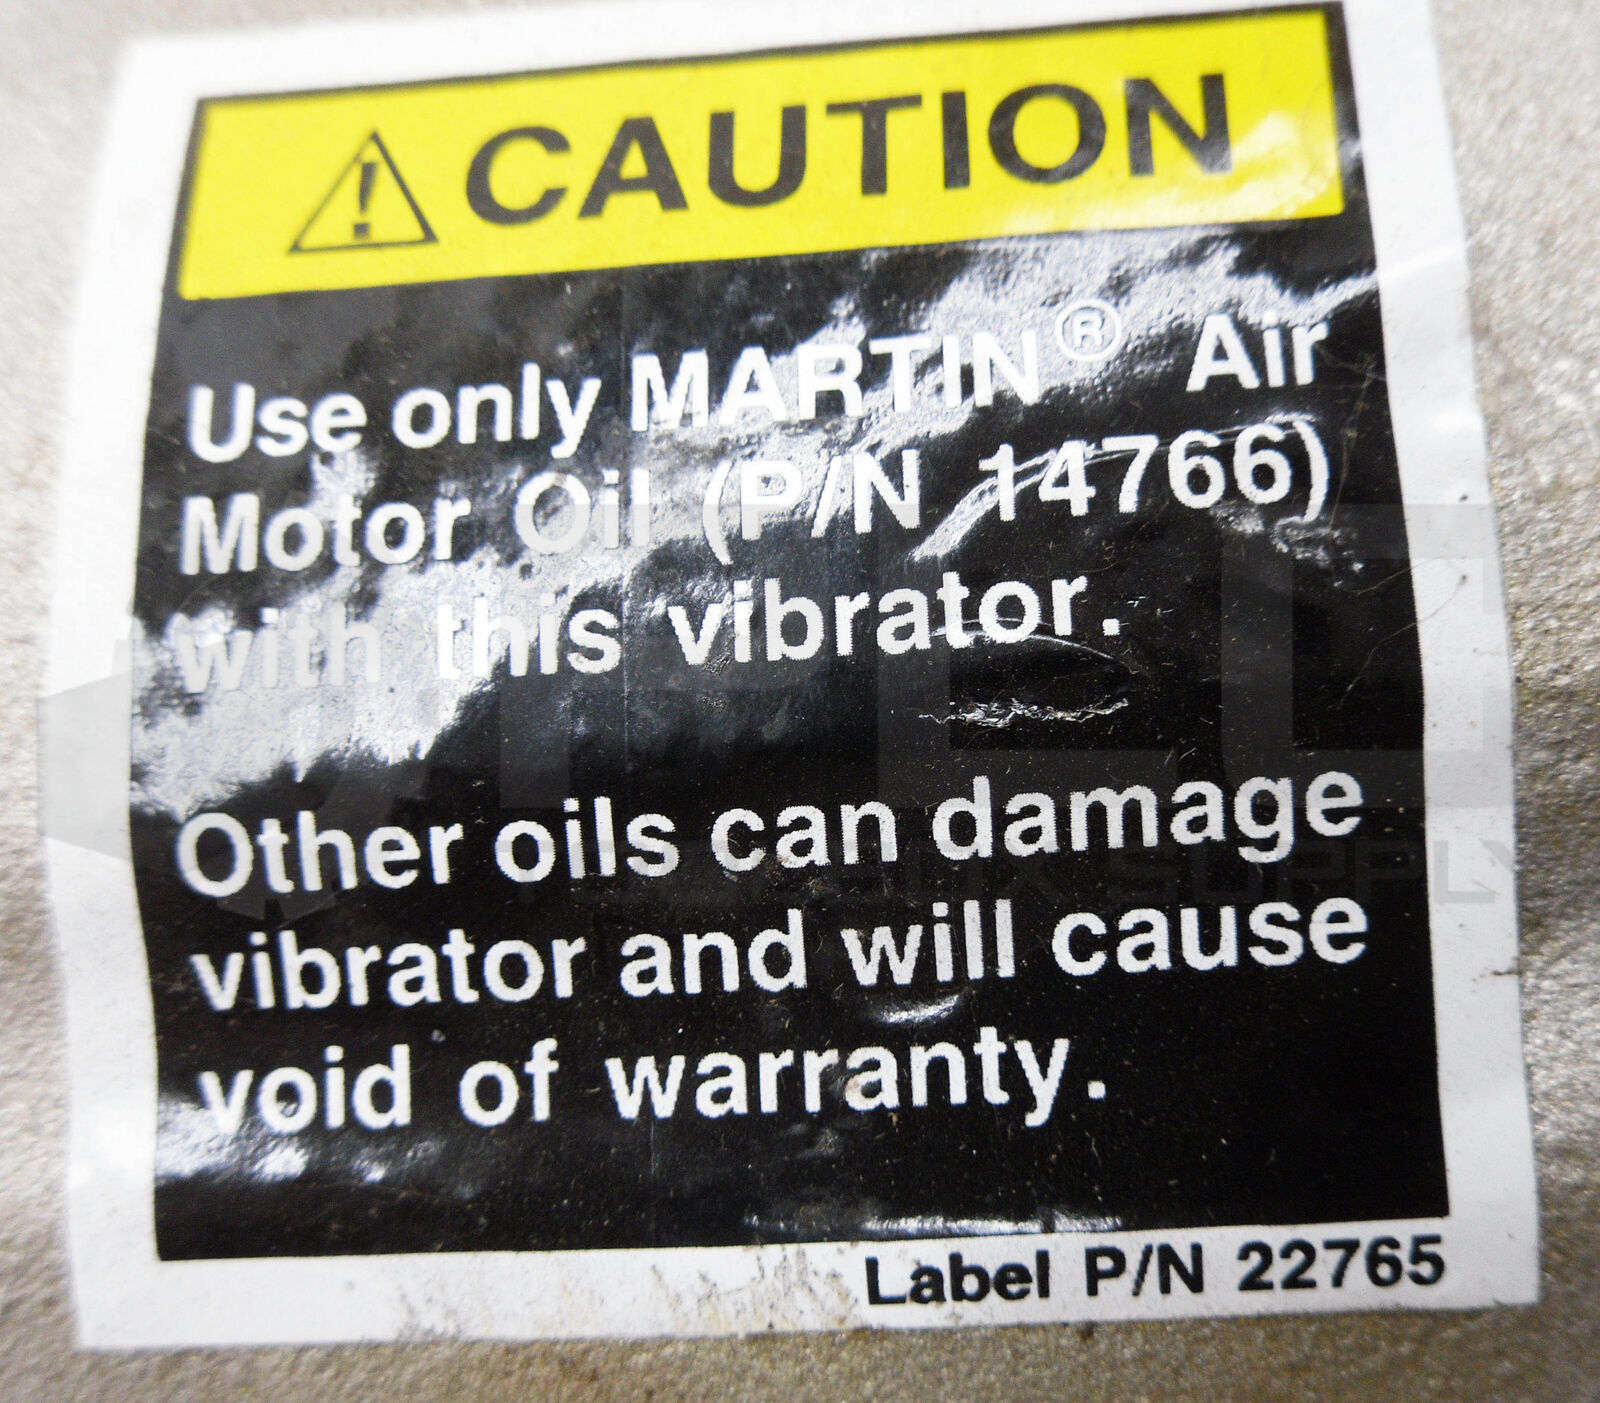 CAUTION
Use only MARTIN® Air
Motor Oil (P/N 14766)
with this vibrator.
Other oils can damage
vibrator and will cause
void of warranty.
Label P/N 22765
SUPPLY